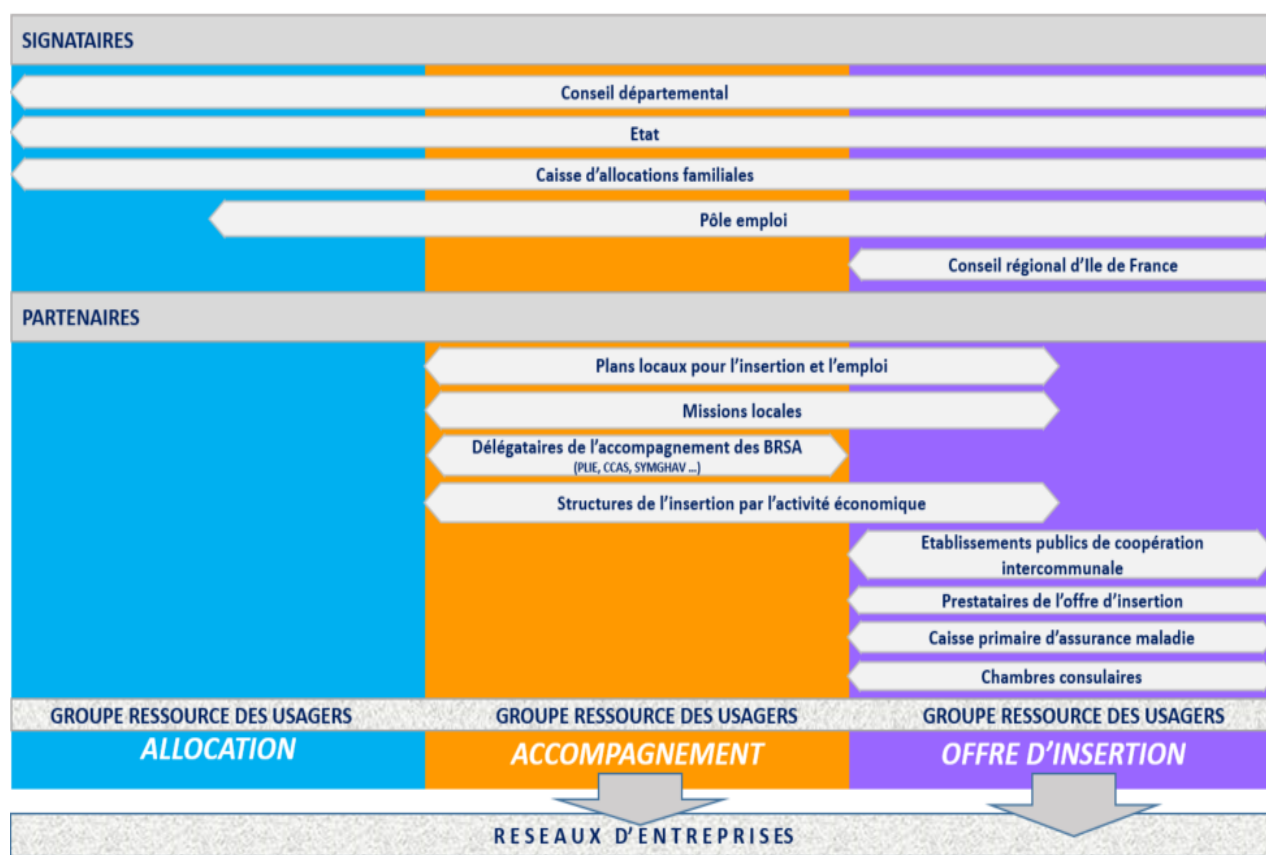 SIGNATAIRES
Conseil départemental
Etat
Caisse d'allocations familiales
Pôle emploi
Conseil régional d'Ile de France
PARTENAIRES
Plans locaux pour l'insertion et l'emploi
Missions locales
Délégataires de l'accompagnement des BRSA
(PLIE, CCAS, SYMGHAV ...)
Structures de l'insertion par l'activité économique
Etablissements publics de coopération
intercommunale
Prestataires de l'offre d'insertion
Caisse primaire d'assurance maladie
Chambres consulaires
GROUPE RESSOURCE DES USAGERS
GROUPE RESSOURCE DES USAGERS
GROUPE RESSOURCE DES USAGERS
ALLOCATION
ACCOMPAGNEMENT
OFFRE D'INSERTION
RESEAUX D'ENTREPRISES